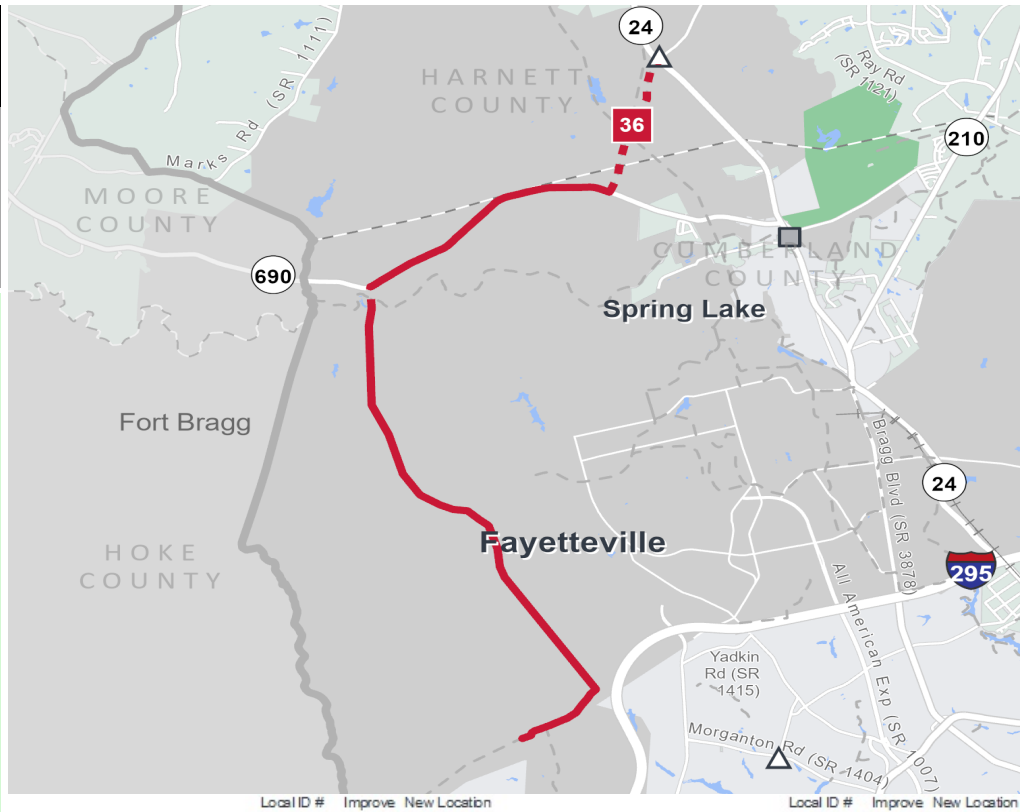 24
HARNETT
COUNTY
Marks Rd (SR 1111)
Ray Rd
(SR 1121)
36
210
MOORE
COUNTY
CUMBERLAND
COUNTY
690
Spring Lake
Fort Bragg
Bragg Blvd (SR 3878)
24
Fayetteville
HOKE
COUNTY
295
All American Exp (SR 1007)
Yadkin
Rd (SR
1415)
Morganton Rd (SR 1404)
Local ID # Improve New Location
Local ID # Improve New Location